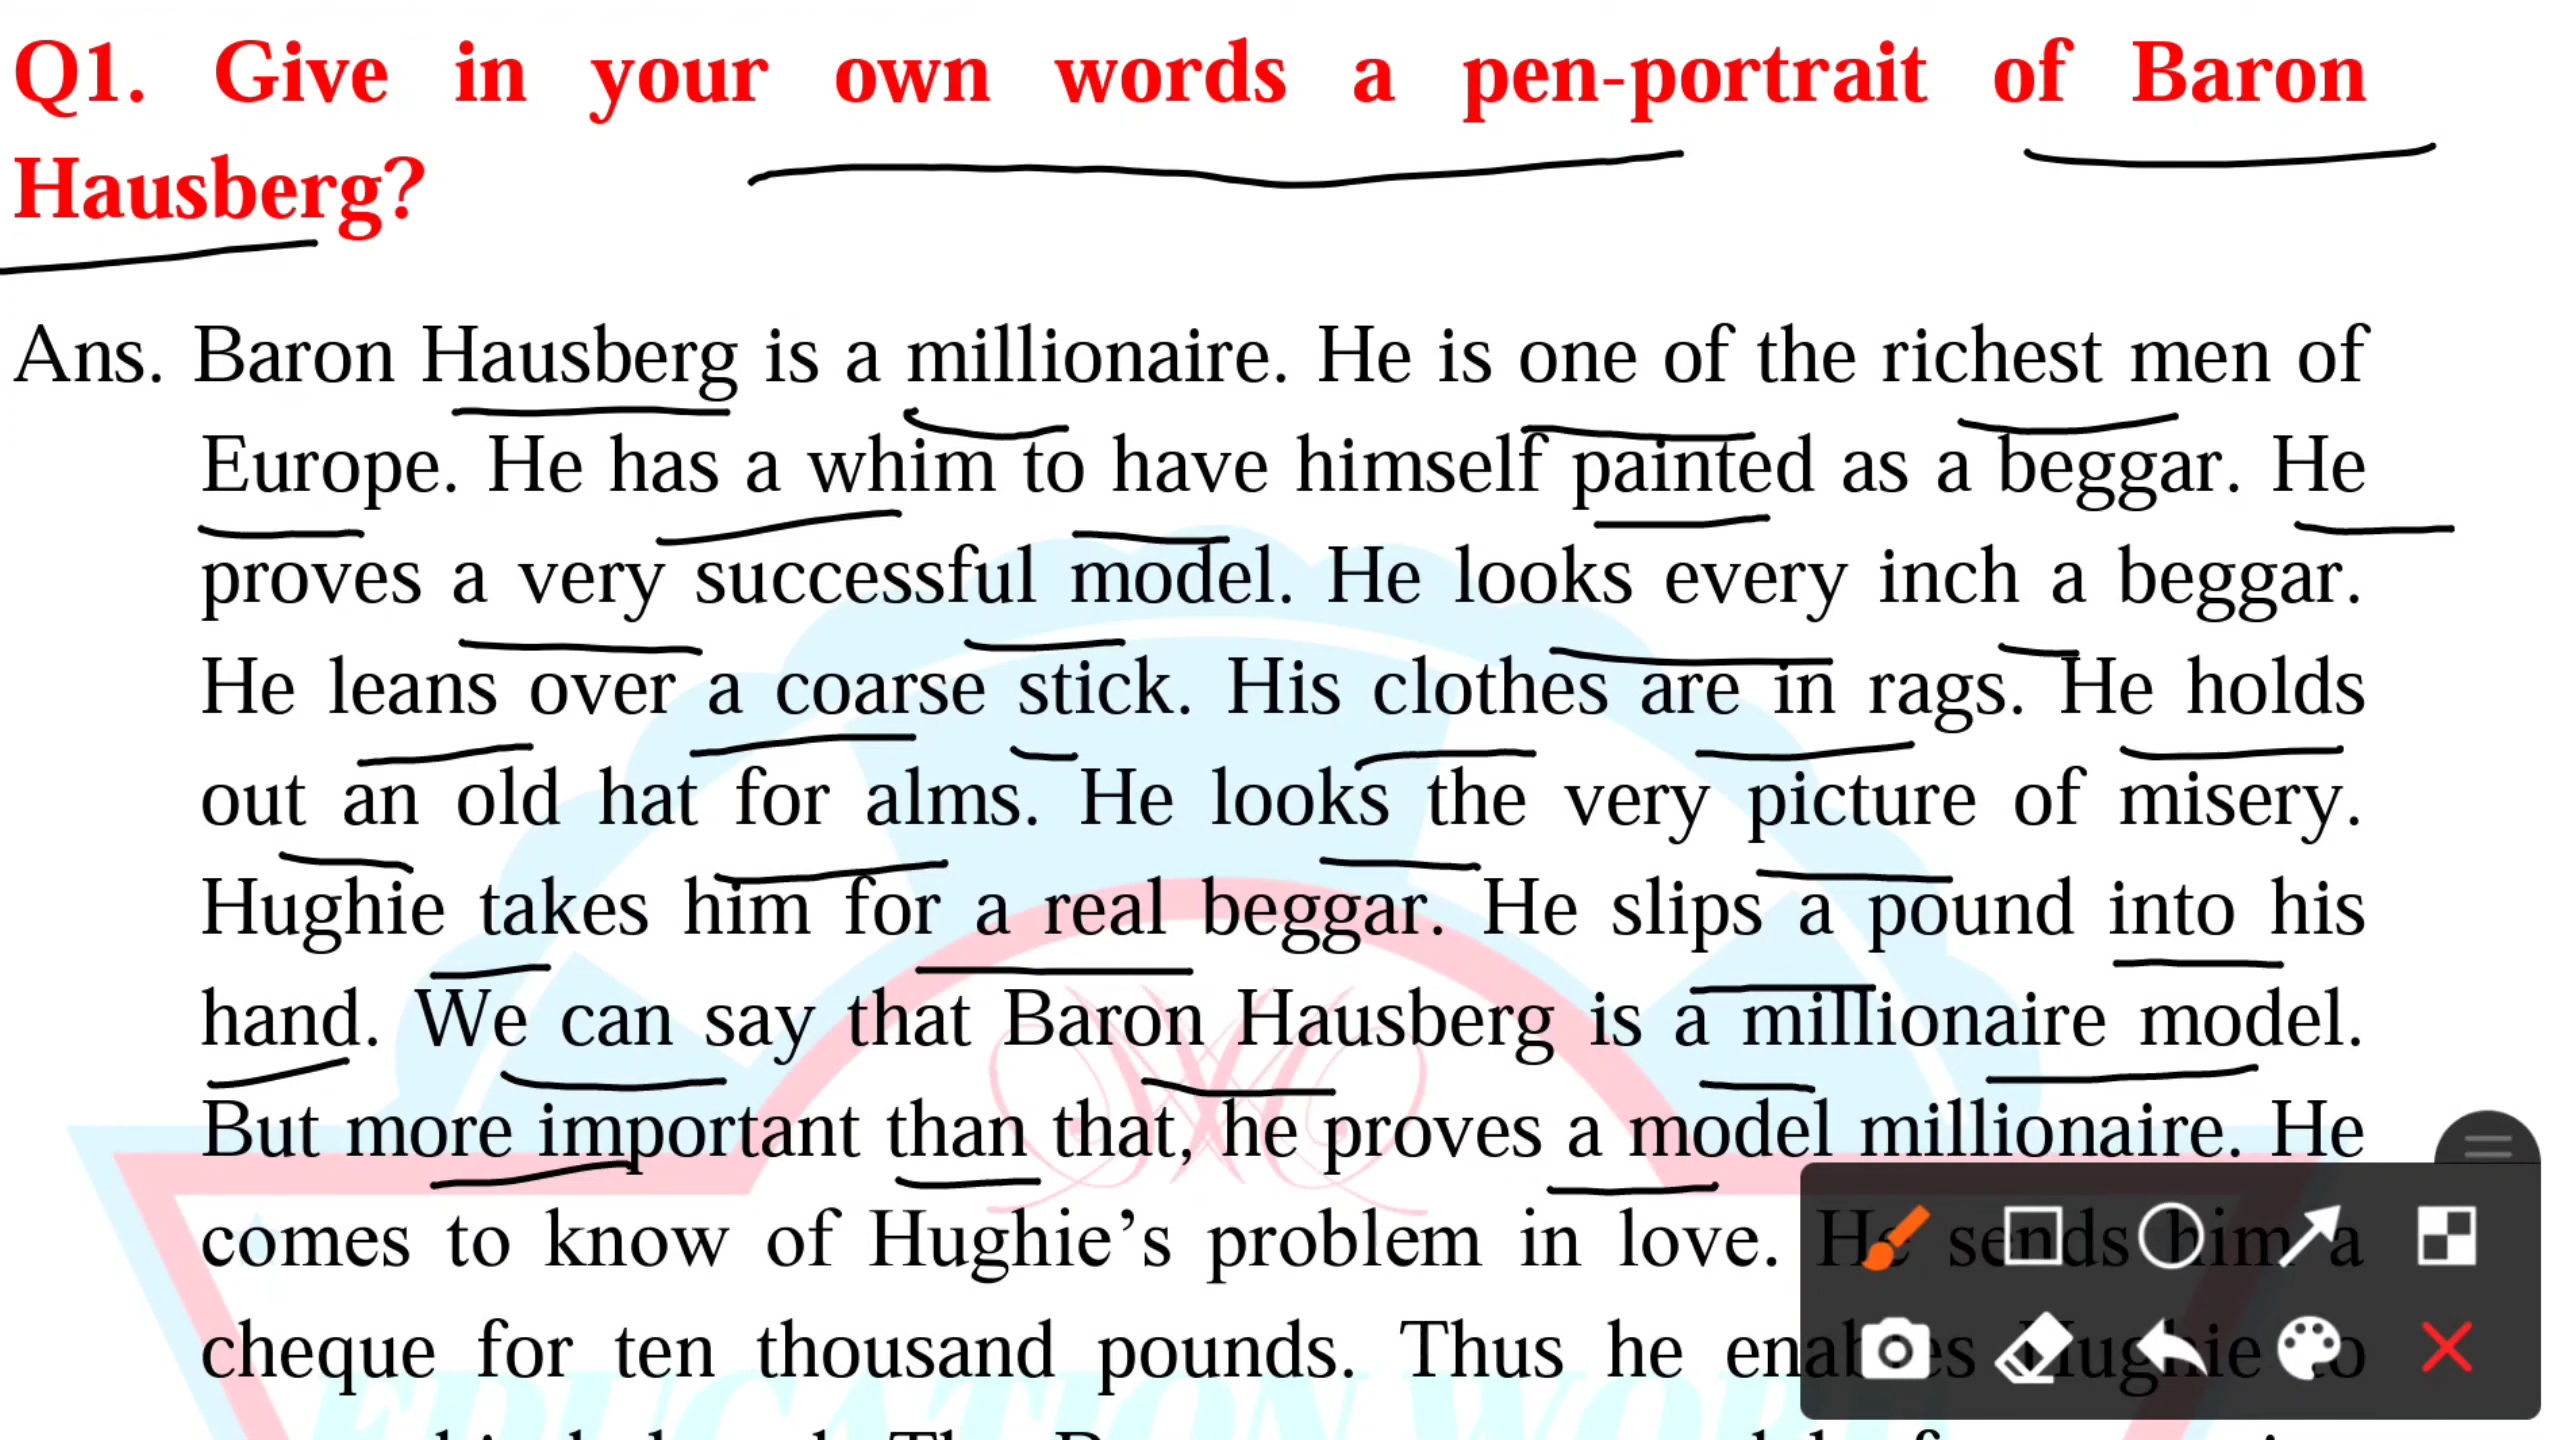 Q1. Give in your own words a pen-portrait of Baron
Hausberg?
Ans. Baron Hausberg is a millionaire. He is one of the richest men of
Europe. He has a whim to have himself painted as a beggar. He
proves a very successful model. He looks every inch a beggar.
He leans over a coarse stick. His clothes are in rags. He holds
out an old hat for alms. He looks the very picture of misery.
Hughie takes him for a real beggar. He slips a pound into his
hand. We can say that Baron Hausberg is a millionaire model.
But more important than that, he proves a model millionaire. He
comes to know of Hughie’s problem in love. He sends him a
cheque for ten thousand pounds. Thus he enables Hughie to